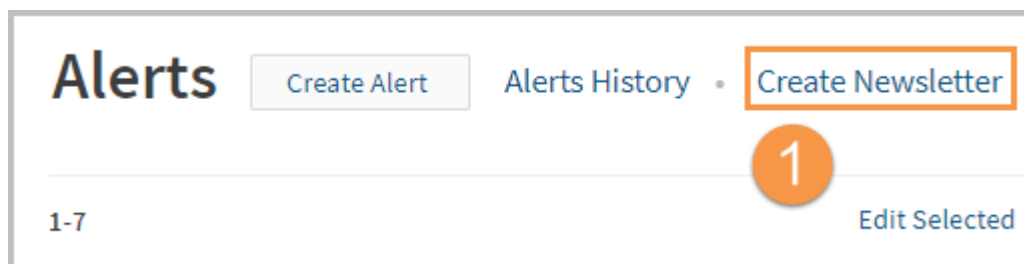 Alerts Create Alert Alerts History • Create Newsletter
1
1-7 Edit Selected